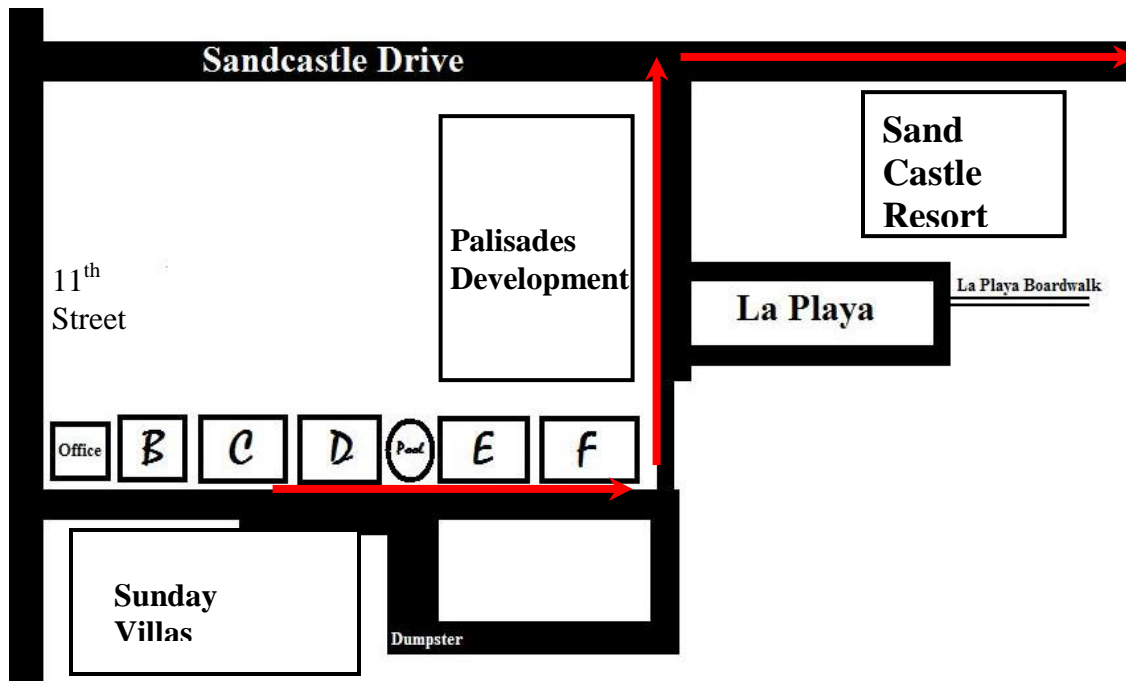 Sandcastle Drive
Sand
Castle
Resort
Palisades
Development
11th
Street
La Playa Boardwalk
La Playa
Office
B
C
D
Pool
E
F
Sunday
Villas
Dumpster